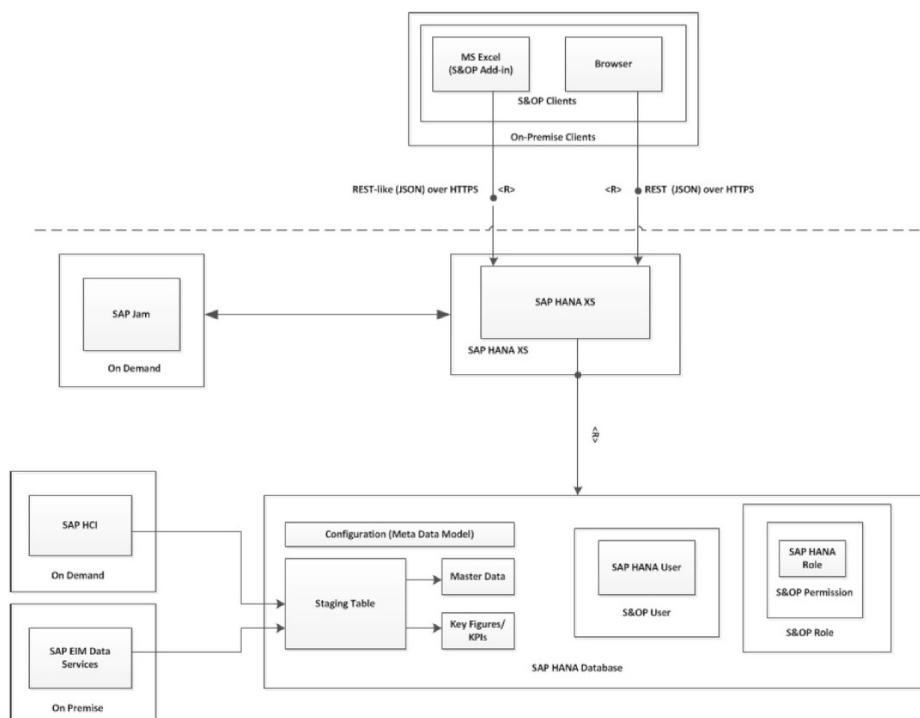 MS Excel
(S&OP Add-in)
Browser
S&OP Clients
On-Premise Clients
REST-like (JSON) over HTTPS
<R>
<R>
REST (JSON) over HTTPS
SAP Jam
On Demand
SAP HANA XS
SAP HANA XS
<R>
SAP HCI
On Demand
SAP EIM Data
Services
On Premise
Configuration (Meta Data Model)
Staging Table
Master Data
Key Figures/
KPIs
SAP HANA User
S&OP User
SAP HANA
Role
S&OP Permission
S&OP Role
SAP HANA Database